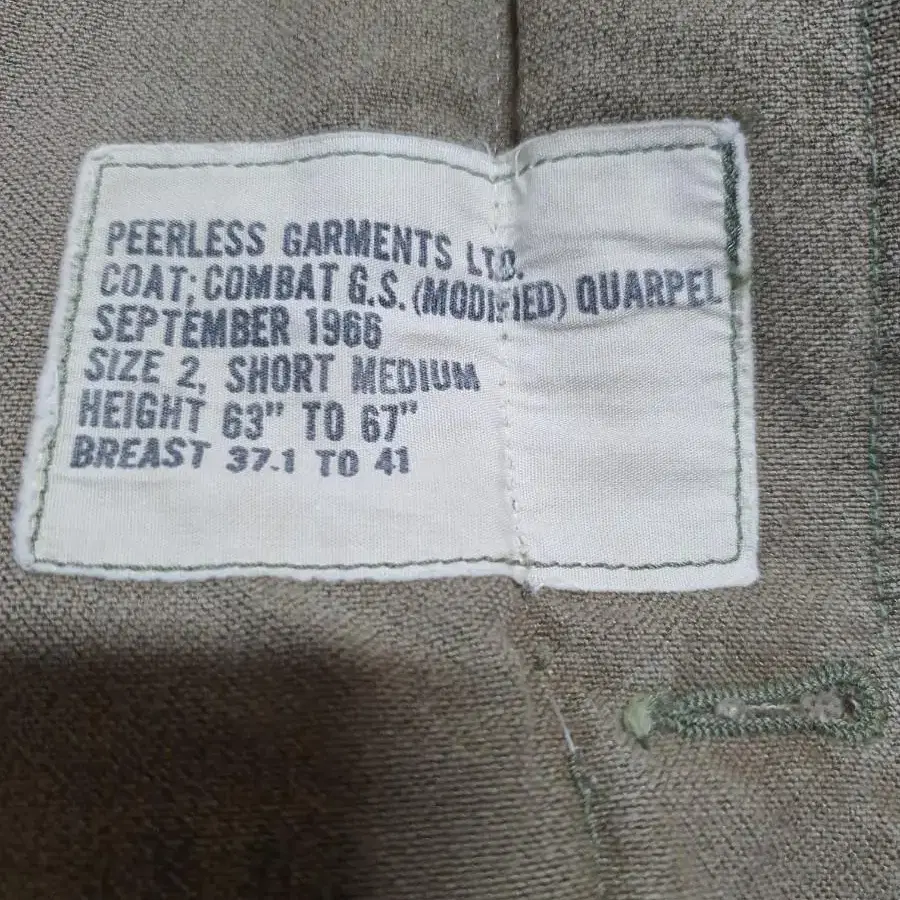 PEERLESS GARMENTS LTD.
COAT; COMBAT G.S. (MODIFIED) QUARPEL
SEPTEMBER 1966
SIZE 2, SHORT MEDIUM
HEIGHT 63" TO 67"
BREAST 37.1 TO 41